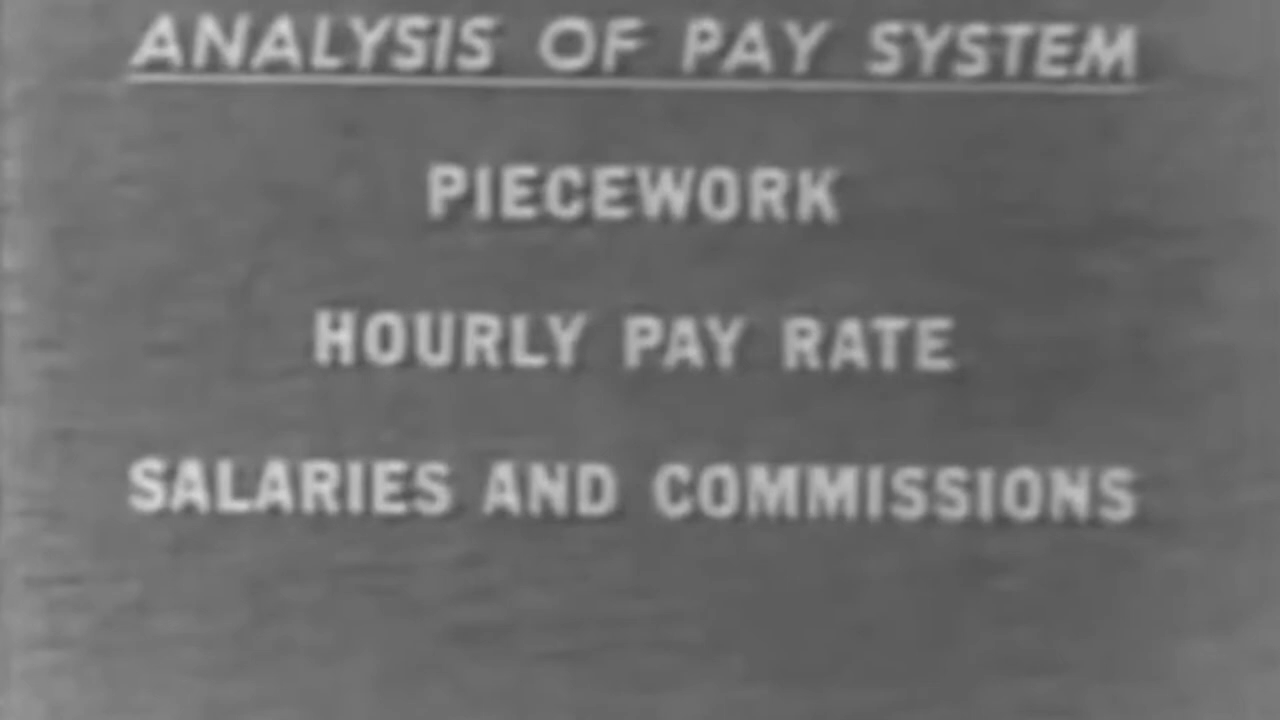 ANALYSIS OF PAY SYSTEM
PIECEWORK
HOURLY PAY RATE
SALARIES AND COMMISSIONS